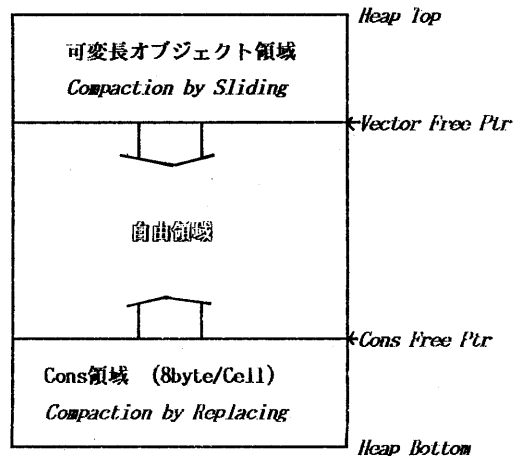 Heap Top
可変長オブジェクト領域
Compaction by Sliding
Vector Free Ptr
自由領域
Cons Free Ptr
Cons領域 (8byte/Cell)
Compaction by Replacing
Heap Bottom